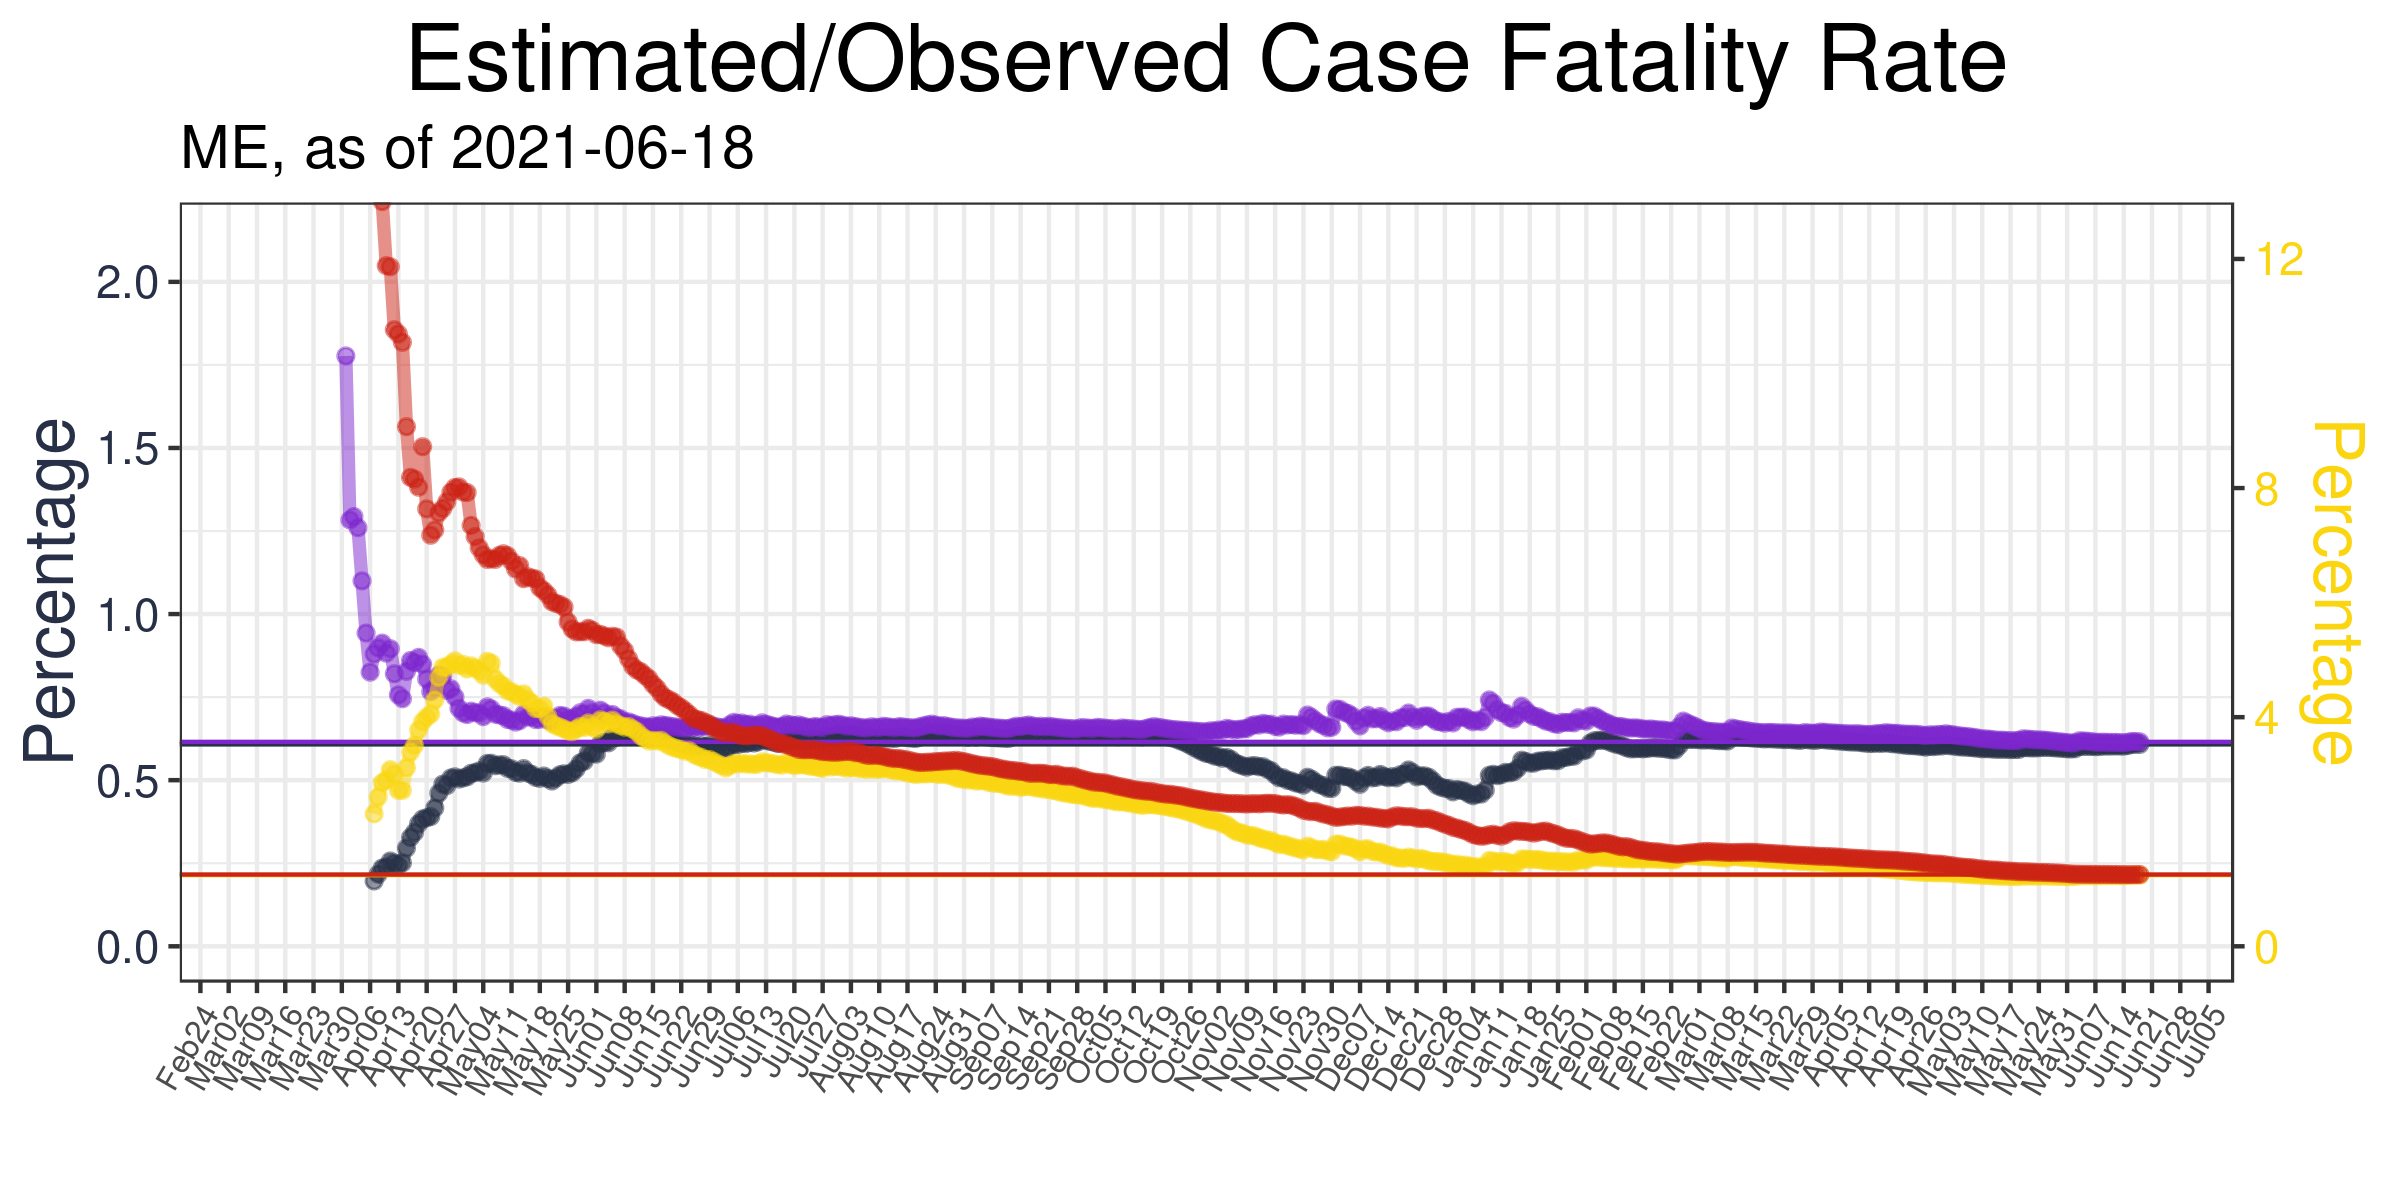 Estimated/Observed Case Fatality Rate
ME, as of 2021-06-18
Percentage
2.0
1.5
1.0
0.5
0.0
12
8
4
0
Percentage
Feb24
Mar02
Mar09
Mar16
Mar23
Mar30
Apr06
Apr13
Apr20
Apr27
May04
May11
May18
May25
Jun01
Jun08
Jun15
Jun22
Jun29
Jul06
Jul13
Jul20
Jul27
Aug03
Aug10
Aug17
Aug24
Aug31
Sep07
Sep14
Sep21
Sep28
Oct05
Oct12
Oct19
Oct26
Nov02
Nov09
Nov16
Nov23
Nov30
Dec07
Dec14
Dec21
Dec28
Jan04
Jan11
Jan18
Jan25
Feb01
Feb08
Feb15
Feb22
Mar01
Mar08
Mar15
Mar22
Mar29
Apr05
Apr12
Apr19
Apr26
May03
May10
May17
May24
May31
Jun07
Jun14
Jun21
Jun28
Jul05